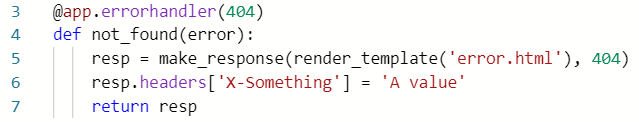 3 @app.errorhandler(404)
4 def not_found(error):
5     resp = make_response(render_template('error.html'), 404)
6     resp.headers['X-Something'] = 'A value'
7     return resp